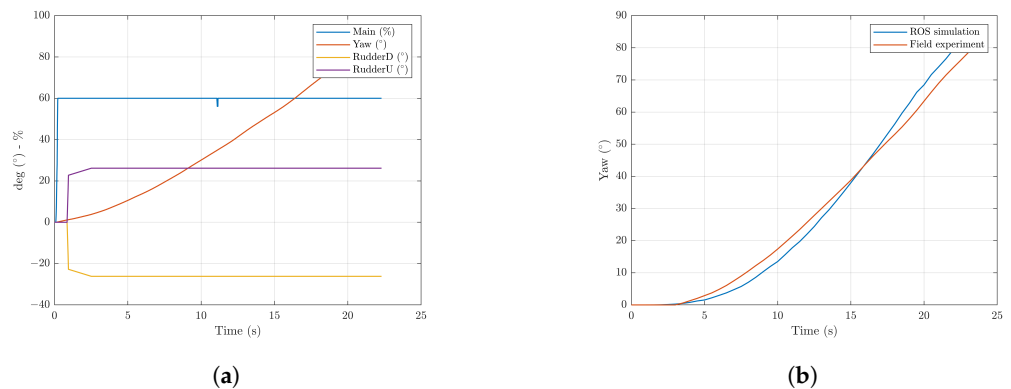 100
80
60
40
20
0
-20
-40
deg (°) - %
0
5
10
15
20
25
Time (s)
Main (%)
Yaw (°)
RudderD (°)
RudderU (°)
(a)
90
80
70
60
50
40
30
20
10
0
Yaw (°)
0
5
10
15
20
25
Time (s)
ROS simulation
Field experiment
(b)